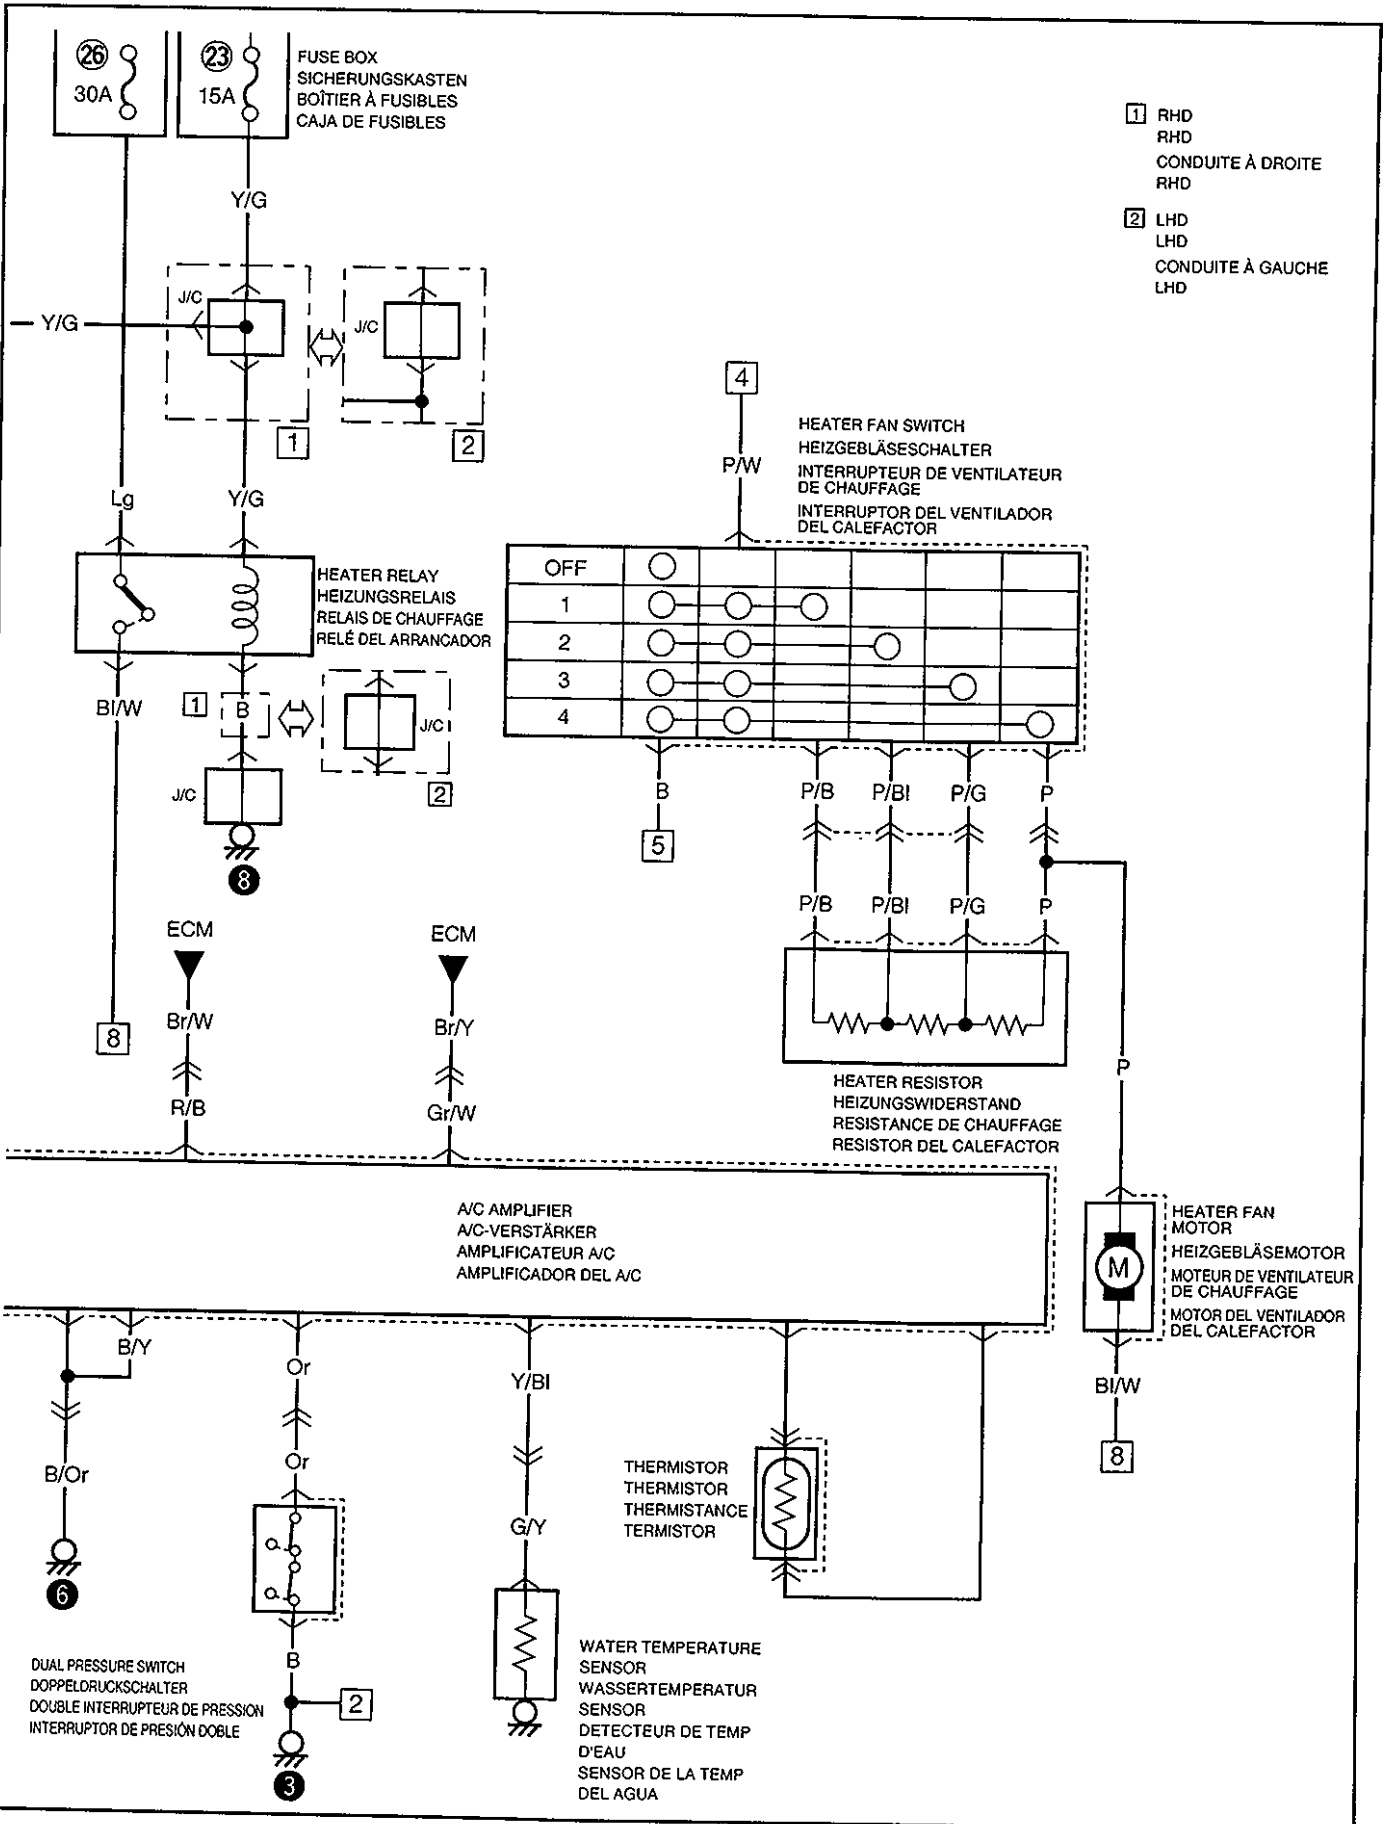 26
30A
23
15A
FUSE BOX
SICHERUNGSKASTEN
BOÎTIER À FUSIBLES
CAJA DE FUSIBLES
1 RHD
RHD
CONDUITE À DROITE
RHD
2 LHD
LHD
CONDUITE À GAUCHE
LHD
Y/G
J/C
J/C
Y/G
1
2
4
P/W
HEATER FAN SWITCH
HEIZGEBLÄSESCHALTER
INTERRUPTEUR DE VENTILATEUR
DE CHAUFFAGE
INTERRUPTOR DEL VENTILADOR
DEL CALEFACTOR
Lg
Y/G
HEATER RELAY
HEIZUNGSRELAIS
RELAIS DE CHAUFFAGE
RELÉ DEL ARRANCADOR
OFF
1
2
3
4
Bl/W
1
B
J/C
2
J/C
8
B
P/B
P/Bl
P/G
P
5
P/B
P/Bl
P/G
P
ECM
ECM
Br/W
Br/Y
8
R/B
Gr/W
P
HEATER RESISTOR
HEIZUNGSWIDERSTAND
RESISTANCE DE CHAUFFAGE
RESISTOR DEL CALEFACTOR
A/C AMPLIFIER
A/C-VERSTÄRKER
AMPLIFICATEUR A/C
AMPLIFICADOR DEL A/C
M
HEATER FAN
MOTOR
HEIZGEBLÄSEMOTOR
MOTEUR DE VENTILATEUR
DE CHAUFFAGE
MOTOR DEL VENTILADOR
DEL CALEFACTOR
B/Y
Or
Y/Bl
Bl/W
8
B/Or
Or
G/Y
THERMISTOR
THERMISTOR
THERMISTANCE
TERMISTOR
6
B
2
3
DUAL PRESSURE SWITCH
DOPPELDRUCKSCHALTER
DOUBLE INTERRUPTEUR DE PRESSION
INTERRUPTOR DE PRESIÓN DOBLE
WATER TEMPERATURE
SENSOR
WASSERTEMPERATUR
SENSOR
DETECTEUR DE TEMP
D'EAU
SENSOR DE LA TEMP
DEL AGUA